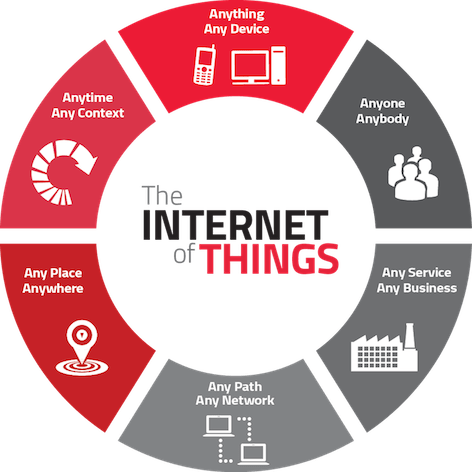 Anything
Any Device
Anyone
Anybody
Any Service
Any Business
Any Path
Any Network
Any Place
Anywhere
Anytime
Any Context
The
INTERNET
of THINGS